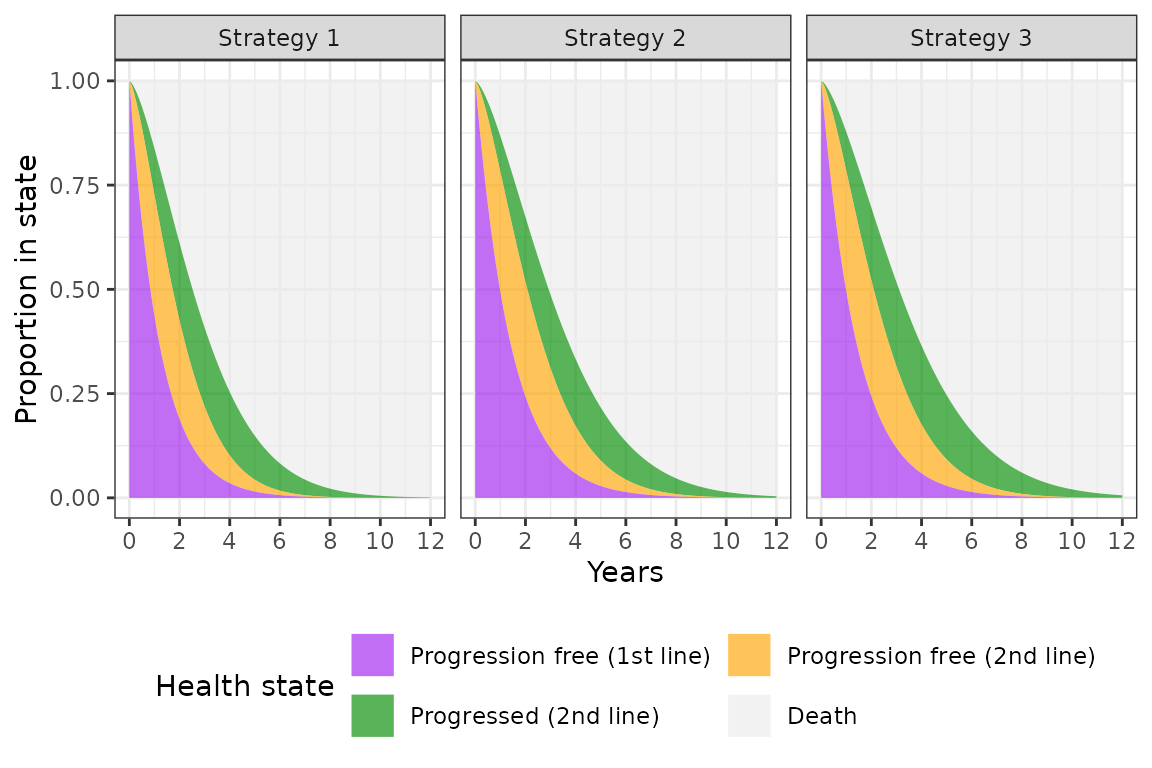 Strategy 1 Strategy 2 Strategy 3
Proportion in state
1.00
0.75
0.50
0.25
0.00
0 2 4 6 8 10 12 0 2 4 6 8 10 12 0 2 4 6 8 10 12
Years
Health state
Progression free (1st line) Progression free (2nd line)
Progressed (2nd line) Death